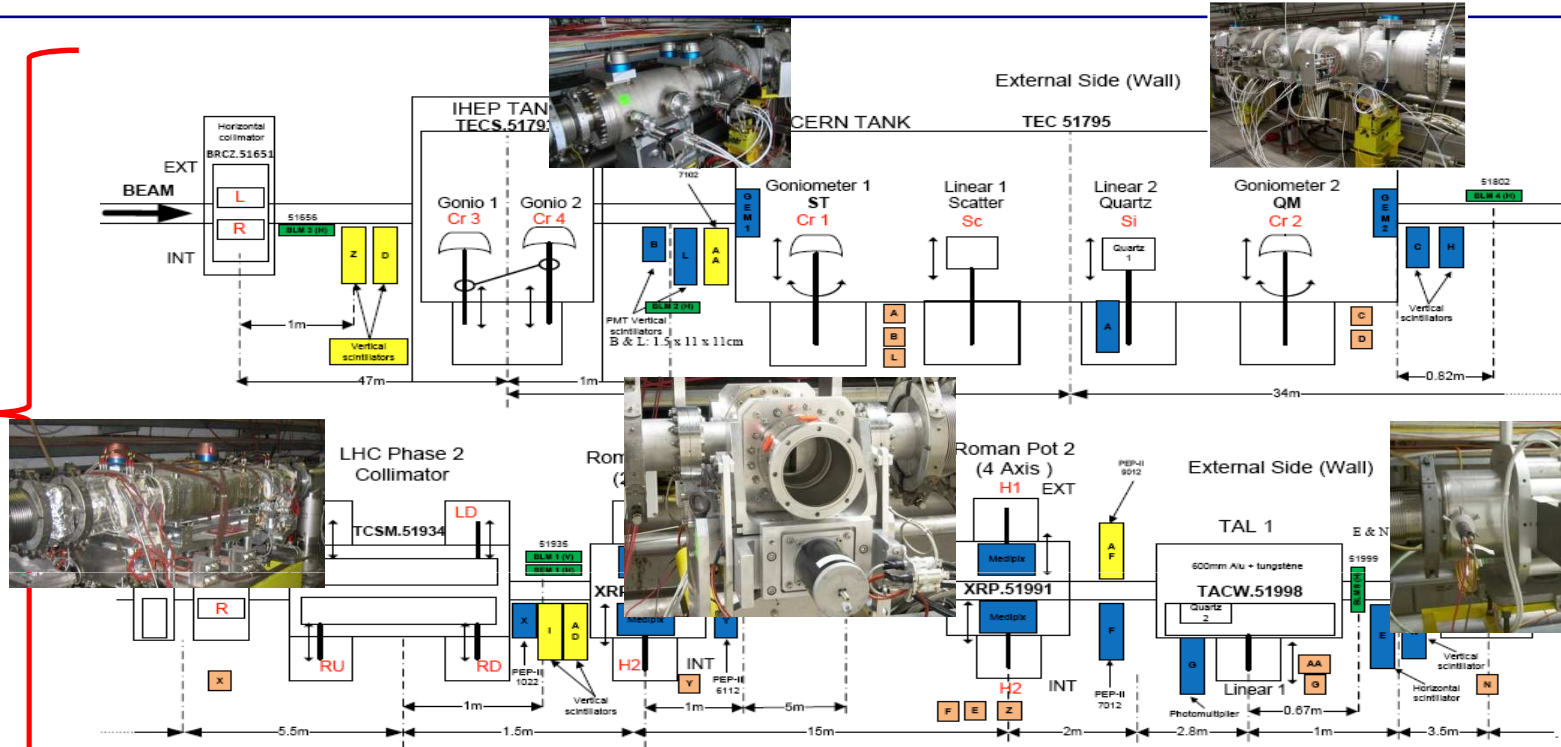 External Side (Wall)
IHEP TAN
TECS.5179
CERN TANK
TEC 51795
Horizontal
collimator
BRCZ.51651
EXT
BEAM
L
R
INT
51656
BLM 3 (H)
Z
D
Gonio 1
Cr 3
Gonio 2
Cr 4
7102
B
L
A
A
G
E
M
1
Goniometer 1
ST
Cr 1
Linear 1
Scatter
Sc
Linear 2
Quartz
Si
Quartz
1
Goniometer 2
QM
Cr 2
G
E
M
2
51802
BLM 4 (H)
C
H
1m
Vertical
scintillators
PMT Vertical
scintillators
BLM 2 (H)
B & L: 1.5 x 11 x 11cm
A
B
L
A
C
D
Vertical
scintillators
47m
1m
34m
0.82m
LHC Phase 2
Collimator
TCSM.51934
LD
RU
RD
R
X
51935
BLM 1 (V)
X
I
A
D
PEP-II
1022
Vertical
scintillators
Rom
(2
XRP
Medipix
H2
INT
Y
Y
PEP-II
6112
Roman Pot 2
(4 Axis )
H1
EXT
Medipix
XRP.51991
Medipix
H2
INT
F
E
Z
PEP-II
9012
A
F
F
PEP-II
7012
External Side (Wall)
TAL 1
600mm Alu + tungstène
TACW.51998
Quartz
2
G
Photomultiplier
Linear 1
AA
G
E & N
51999
E
Vertical
scintillator
Horizontal
scintillator
N
5.5m
1m
1.5m
1m
5m
15m
2m
2.8m
0.67m
1m
3.5m